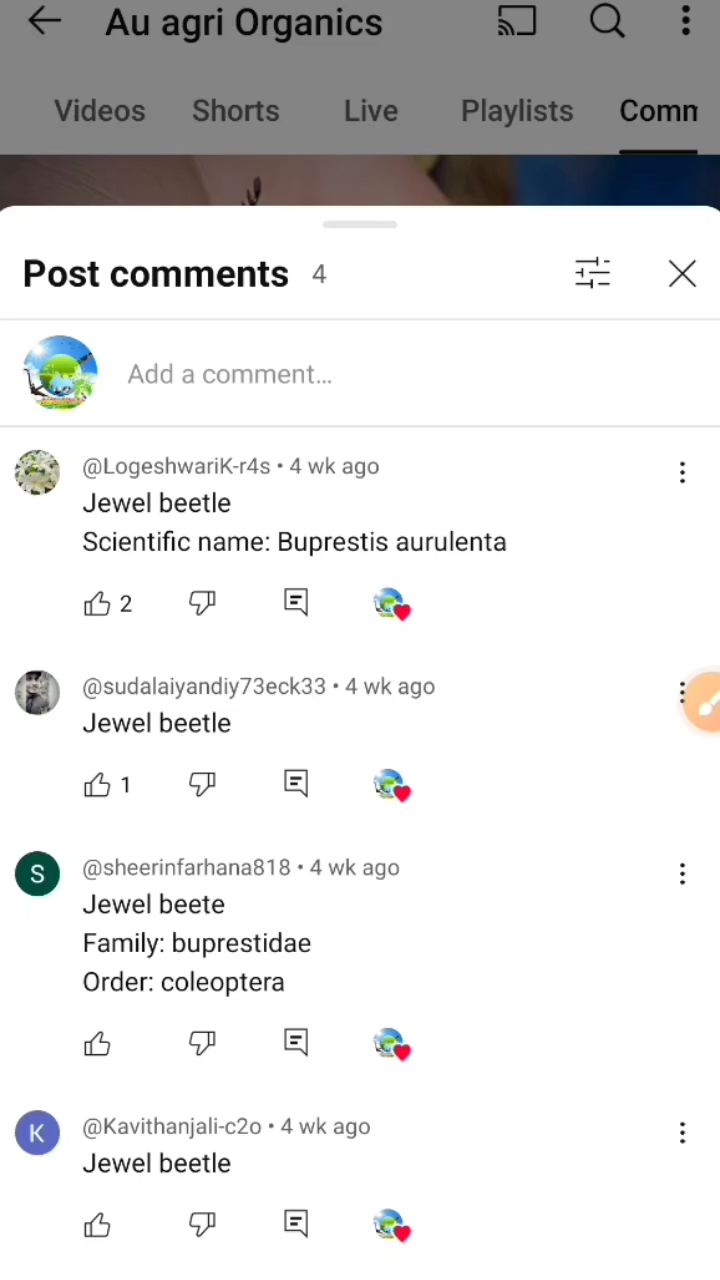 Au agri Organics
Videos Shorts Live Playlists Comm
Post comments 4
Add a comment...
@LogeshwariK-r4s • 4 wk ago
Jewel beetle
Scientific name: Buprestis aurulenta
2
@sudalaiyandiy73eck33 • 4 wk ago
Jewel beetle
1
S
@sheerinfarhana818 • 4 wk ago
Jewel beete
Family: buprestidae
Order: coleoptera
K
@Kavithanjali-c2o • 4 wk ago
Jewel beetle